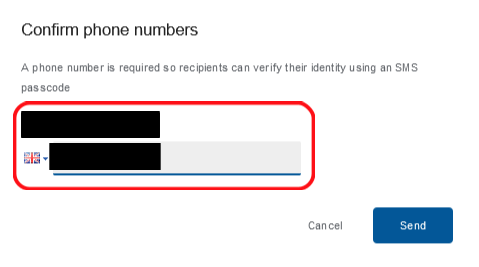 Confirm phone numbers
A phone number is required so recipients can verify their identity using an SMS
passcode
Cancel
Send